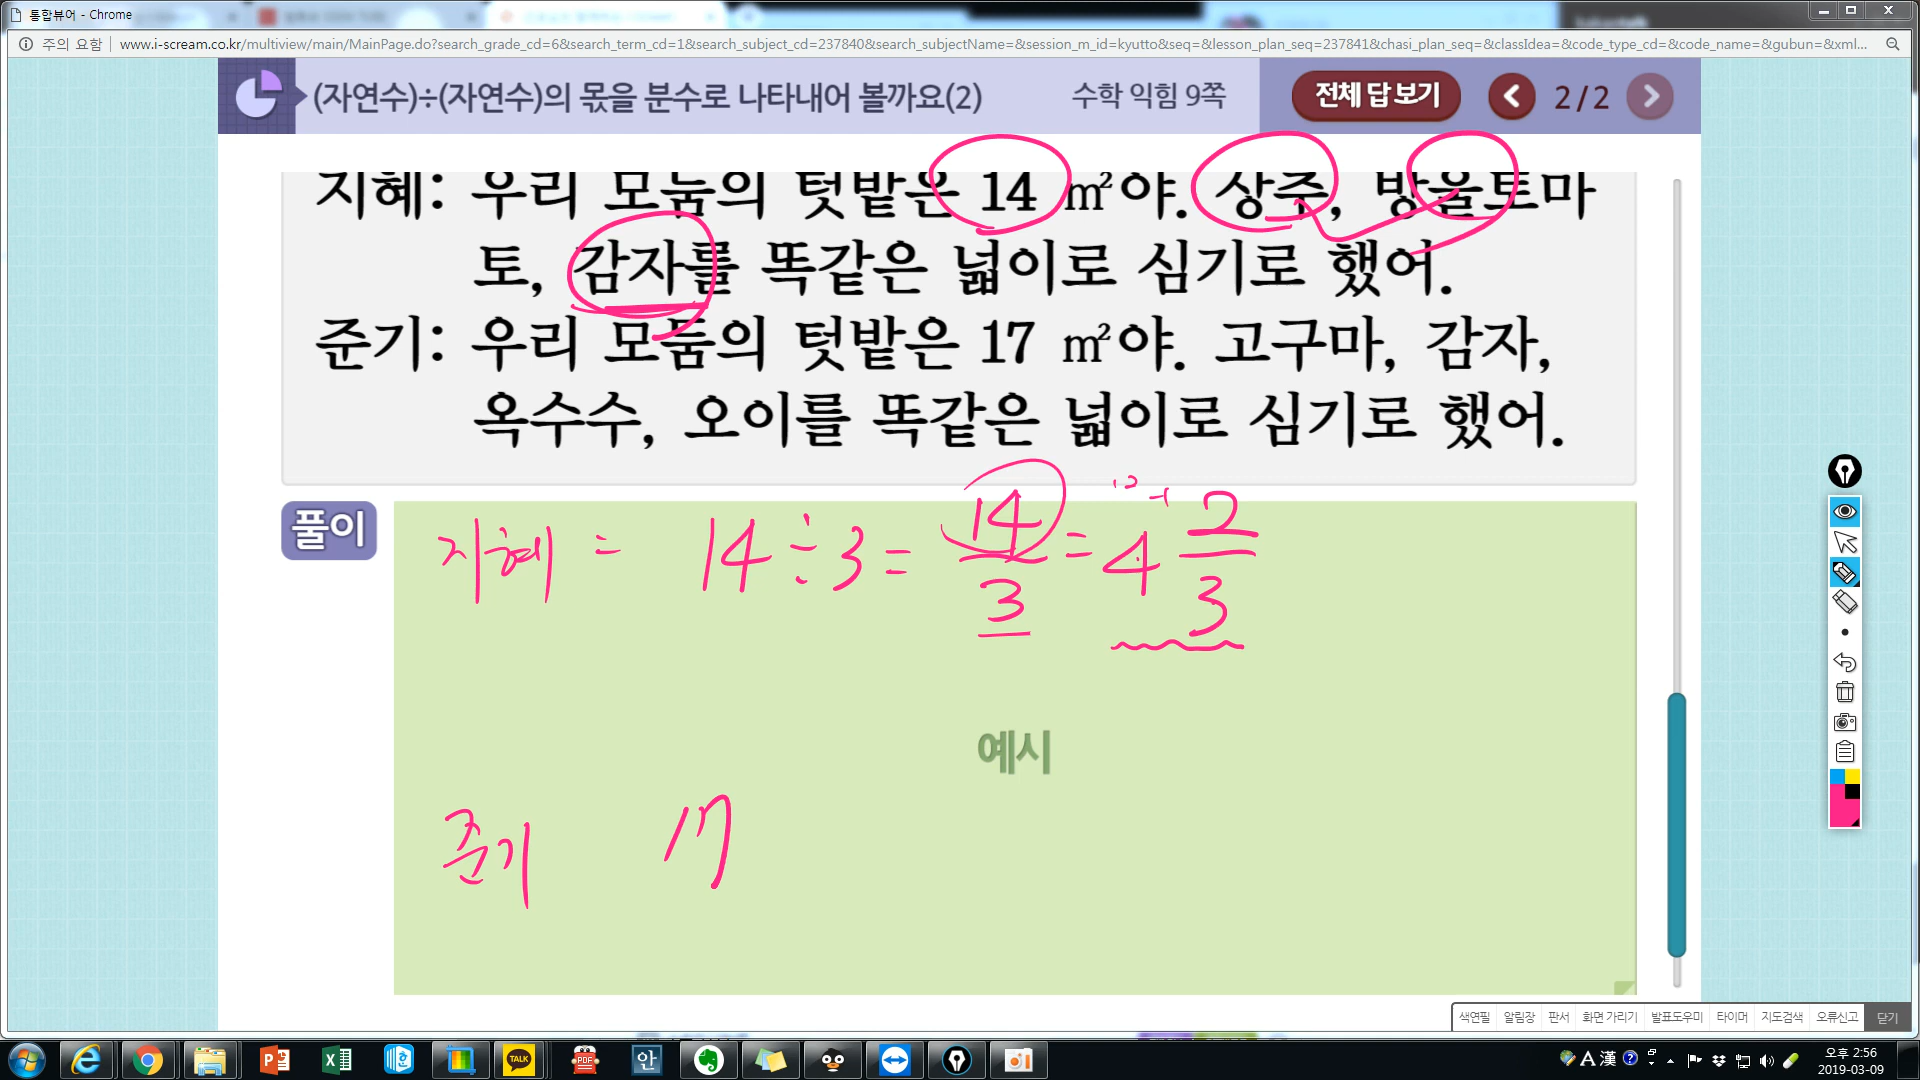 통합뷰어 - Chrome
주의 요함 www.i-scream.co.kr/multiview/main/MainPage.do?search_grade_cd=6&search_term_cd=1&search_subject_cd=237840&search_subjectName=&session_m_id=kyutto&seq=&lesson_plan_seq=237841&chasi_plan_seq=&classIdea=&code_type_cd=&code_name=&gubun=&xml...
(자연수)÷(자연수)의 몫을 분수로 나타내어 볼까요(2) 수학 익힘 9쪽 전체 답 보기 2 / 2
지혜: 우리 모둠의 텃밭은 14 m²야. 상추, 방울토마
토, 감자를 똑같은 넓이로 심기로 했어.
준기: 우리 모둠의 텃밭은 17 m²야. 고구마, 감자,
옥수수, 오이를 똑같은 넓이로 심기로 했어.
풀이
지혜 = 14÷3 = 14/3 = 4 2/3
예시
준기 17
색연필 알림장 판서 화면 가리기 발표도우미 타이머 지도검색 오류신고 닫기
TALK PDF 안 A 漢
오후 2:56
2019-03-09